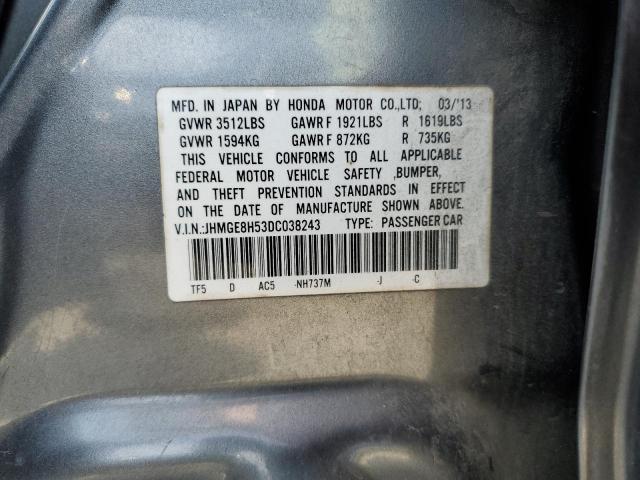 MFD. IN JAPAN BY HONDA MOTOR CO.,LTD; 03/'13
GVWR 3512LBS GAWR F 1921LBS R 1619LBS
GVWR 1594KG GAWR F 872KG R 735KG
THIS VEHICLE CONFORMS TO ALL APPLICABLE
FEDERAL MOTOR VEHICLE SAFETY ,BUMPER,
AND THEFT PREVENTION STANDARDS IN EFFECT
ON THE DATE OF MANUFACTURE SHOWN ABOVE.
V.I.N.:JHMGE8H53DC038243 TYPE: PASSENGER CAR
TF5 D AC5 -NH737M -J -C